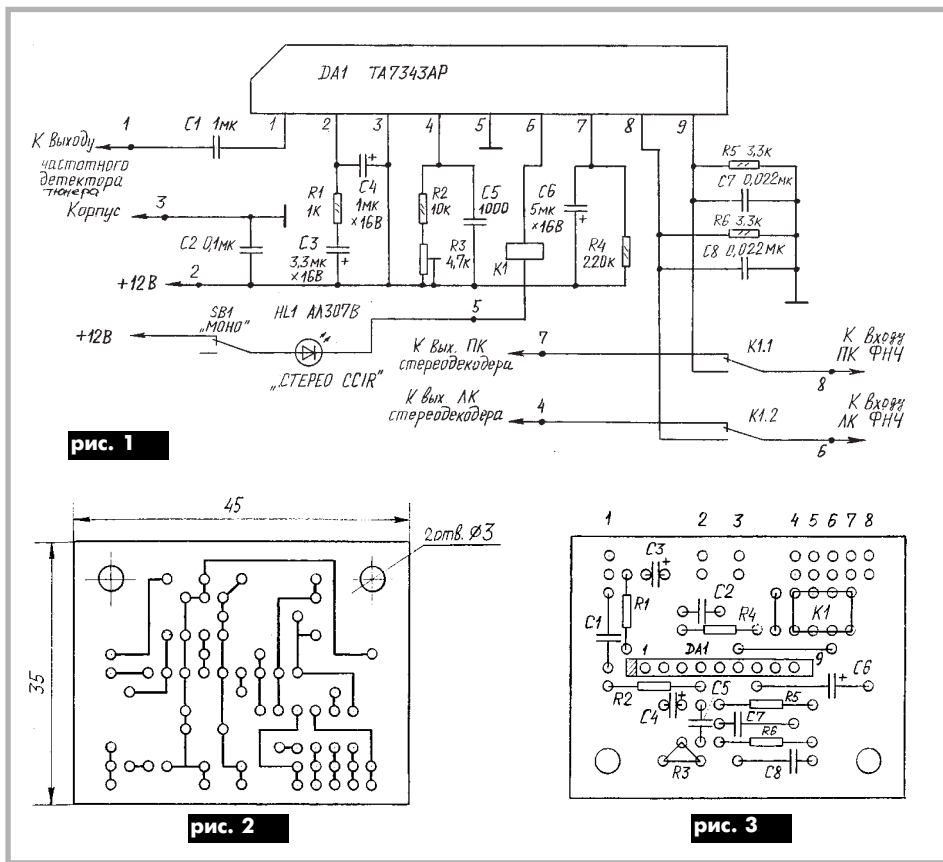 DA1 TA7343AP
1
2
3
4
5
6
7
8
9
1
C1 1мк
К Выходу
частотного
детектора
тюнера
Корпус
3
C2 0,1мк
+12В
2
R1
1к
C4
1мк
×16В
C3
3,3мк
×16В
R2
10к
C5
1000
R3
4,7к
C6
5мк
×16В
K1
R4
220к
R5 3,3к
C7 0,022мк
R6 3,3к
C8 0,022мк
+12В
SB1
„МОНО"
HL1 АЛ307В
5
„СТЕРЕО CCIR"
К Вых. ПК
стереодекодера
7
К вых. ЛК
стереодекодера
4
K1.1
8
К Входу
ПК ФНЧ
K1.2
6
К Входу
ЛК ФНЧ
рис. 1
45
35
2отв. Ø3
рис. 2
1 2 3 4 5 6 7 8
C3
+
C2
R1
C1
R4
K1
1
DA1
9
C6
+
R2
C4
+
C5
R5
C7
R6
R3
C8
рис. 3